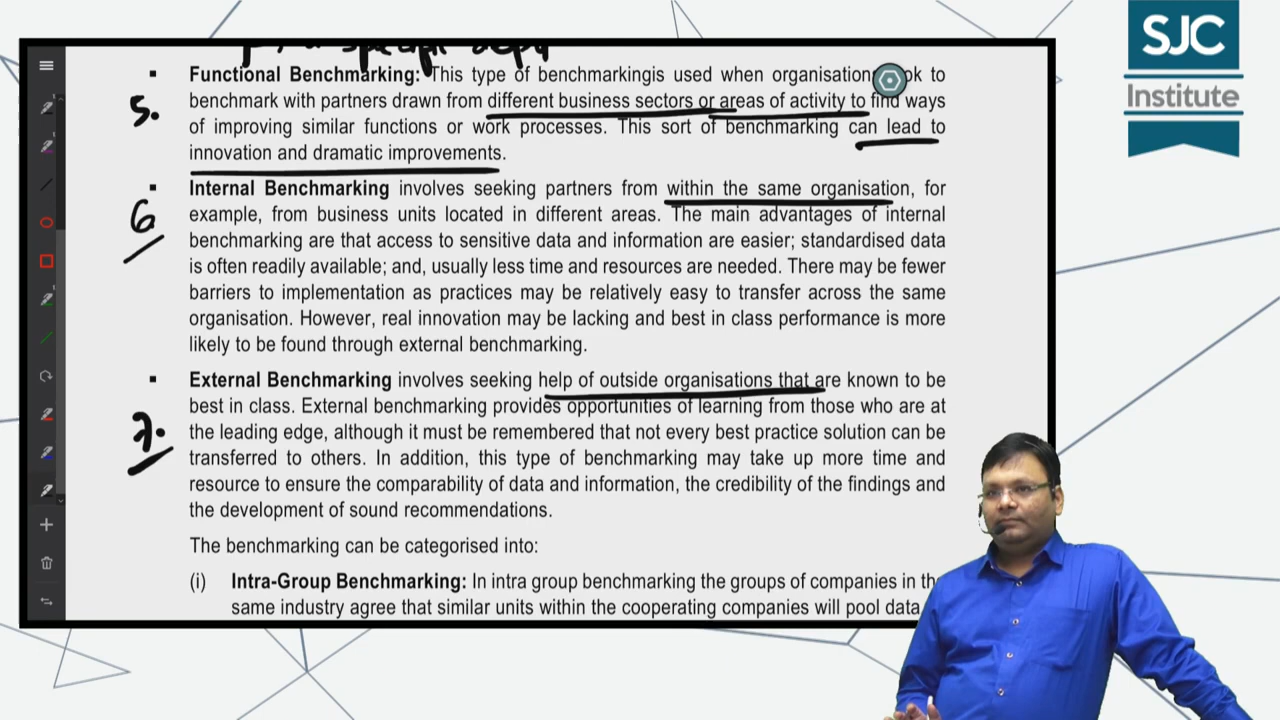 SJC
Institute
Functional Benchmarking: This type of benchmarkingis used when organisation ok to
5.
benchmark with partners drawn from different business sectors or areas of activity to find ways
of improving similar functions or work processes. This sort of benchmarking can lead to
innovation and dramatic improvements.
Internal Benchmarking involves seeking partners from within the same organisation, for
6
example, from business units located in different areas. The main advantages of internal
benchmarking are that access to sensitive data and information are easier; standardised data
is often readily available; and, usually less time and resources are needed. There may be fewer
barriers to implementation as practices may be relatively easy to transfer across the same
organisation. However, real innovation may be lacking and best in class performance is more
likely to be found through external benchmarking.
External Benchmarking involves seeking help of outside organisations that are known to be
best in class. External benchmarking provides opportunities of learning from those who are at
7.
the leading edge, although it must be remembered that not every best practice solution can be
transferred to others. In addition, this type of benchmarking may take up more time and
resource to ensure the comparability of data and information, the credibility of the findings and
the development of sound recommendations.
The benchmarking can be categorised into:
(i) Intra-Group Benchmarking: In intra group benchmarking the groups of companies in the
same industry agree that similar units within the cooperating companies will pool data